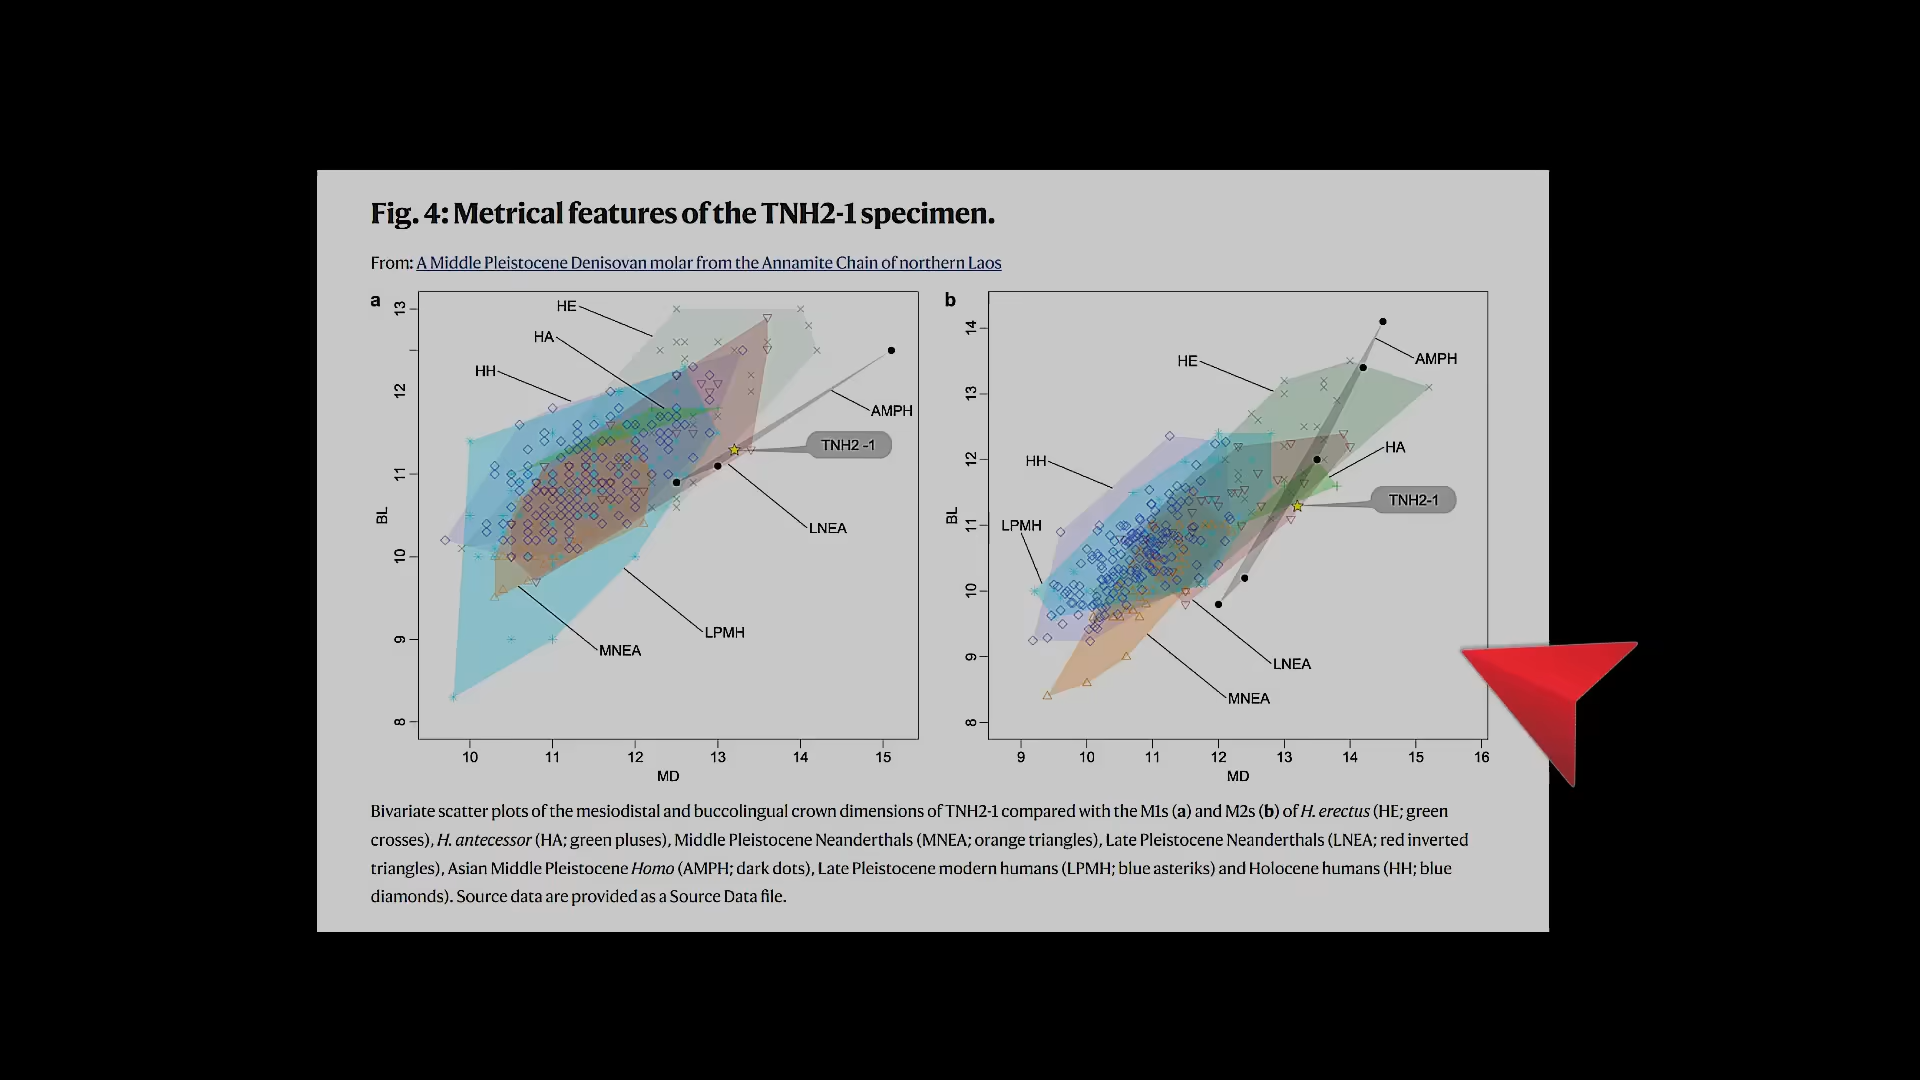 Fig. 4: Metrical features of the TNH2-1 specimen.
From: A Middle Pleistocene Denisovan molar from the Annamite Chain of northern Laos
a
13
12
11
10
9
8
BL
HE
HA
HH
AMPH
TNH2 -1
LNEA
LPMH
MNEA
10 11 12 13 14 15
MD
b
14
13
12
11
10
9
8
BL
AMPH
HE
HA
HH
TNH2-1
LPMH
LNEA
MNEA
9 10 11 12 13 14 15 16
MD
Bivariate scatter plots of the mesiodistal and buccolingual crown dimensions of TNH2-1 compared with the M1s (a) and M2s (b) of H. erectus (HE; green
crosses), H. antecessor (HA; green pluses), Middle Pleistocene Neanderthals (MNEA; orange triangles), Late Pleistocene Neanderthals (LNEA; red inverted
triangles), Asian Middle Pleistocene Homo (AMPH; dark dots), Late Pleistocene modern humans (LPMH; blue asteriks) and Holocene humans (HH; blue
diamonds). Source data are provided as a Source Data file.